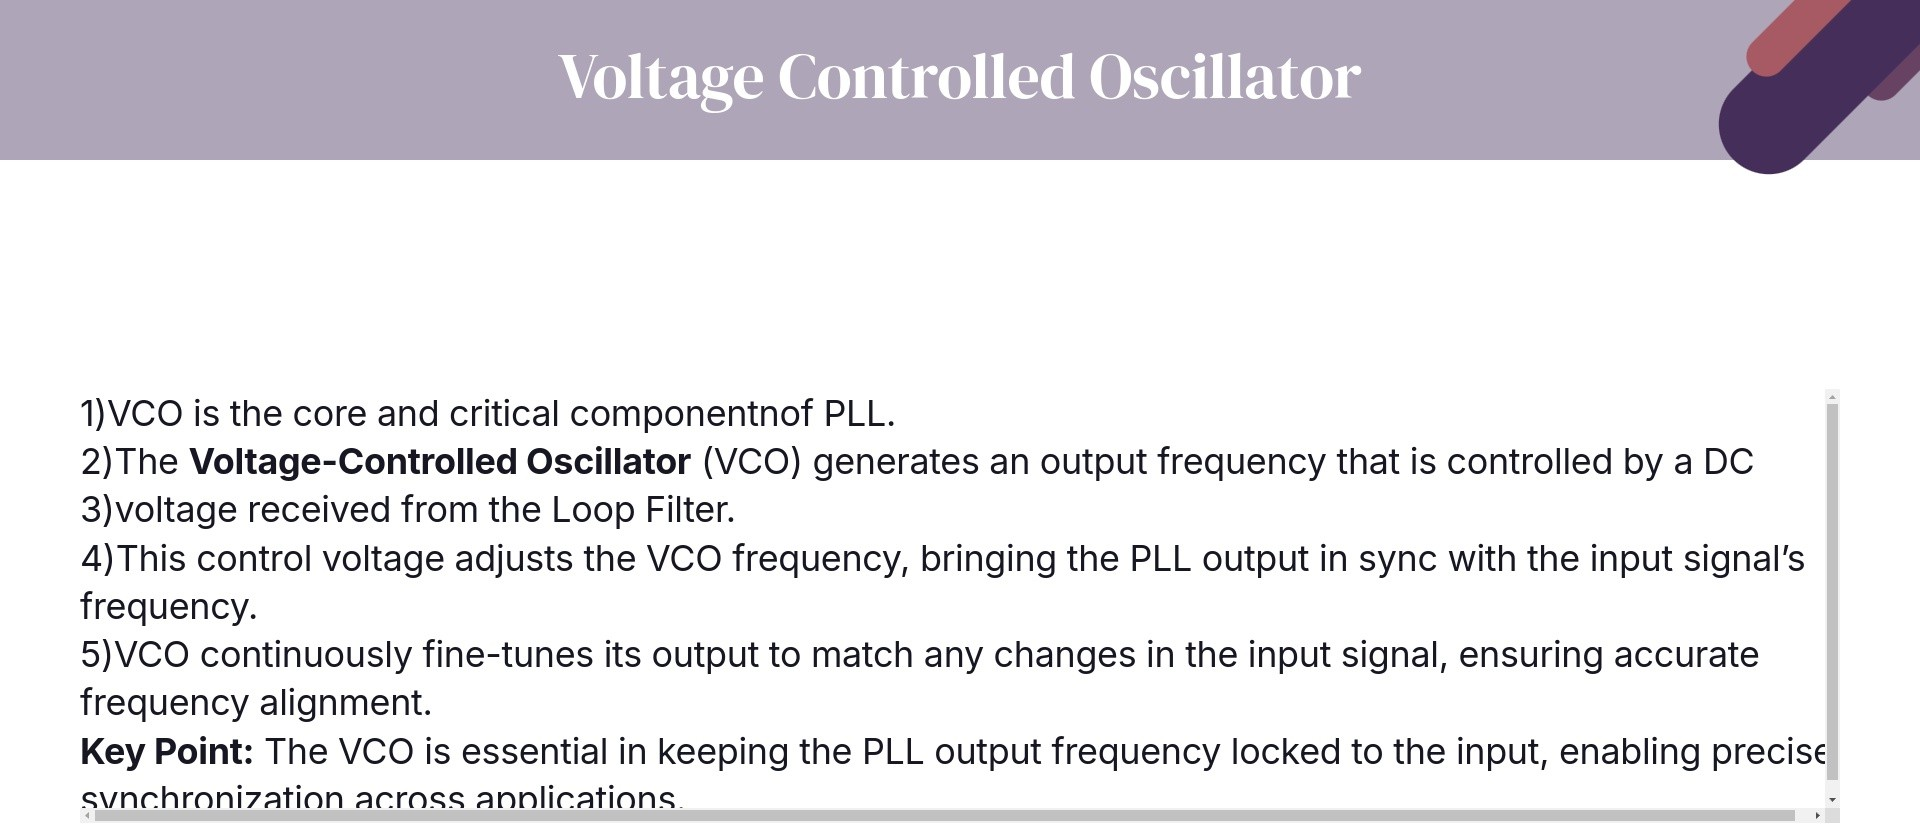 Voltage Controlled Oscillator
1)VCO is the core and critical componentnof PLL.
2)The Voltage-Controlled Oscillator (VCO) generates an output frequency that is controlled by a DC
3)voltage received from the Loop Filter.
4)This control voltage adjusts the VCO frequency, bringing the PLL output in sync with the input signal’s
frequency.
5)VCO continuously fine-tunes its output to match any changes in the input signal, ensuring accurate
frequency alignment.
Key Point: The VCO is essential in keeping the PLL output frequency locked to the input, enabling precise
synchronization across applications.